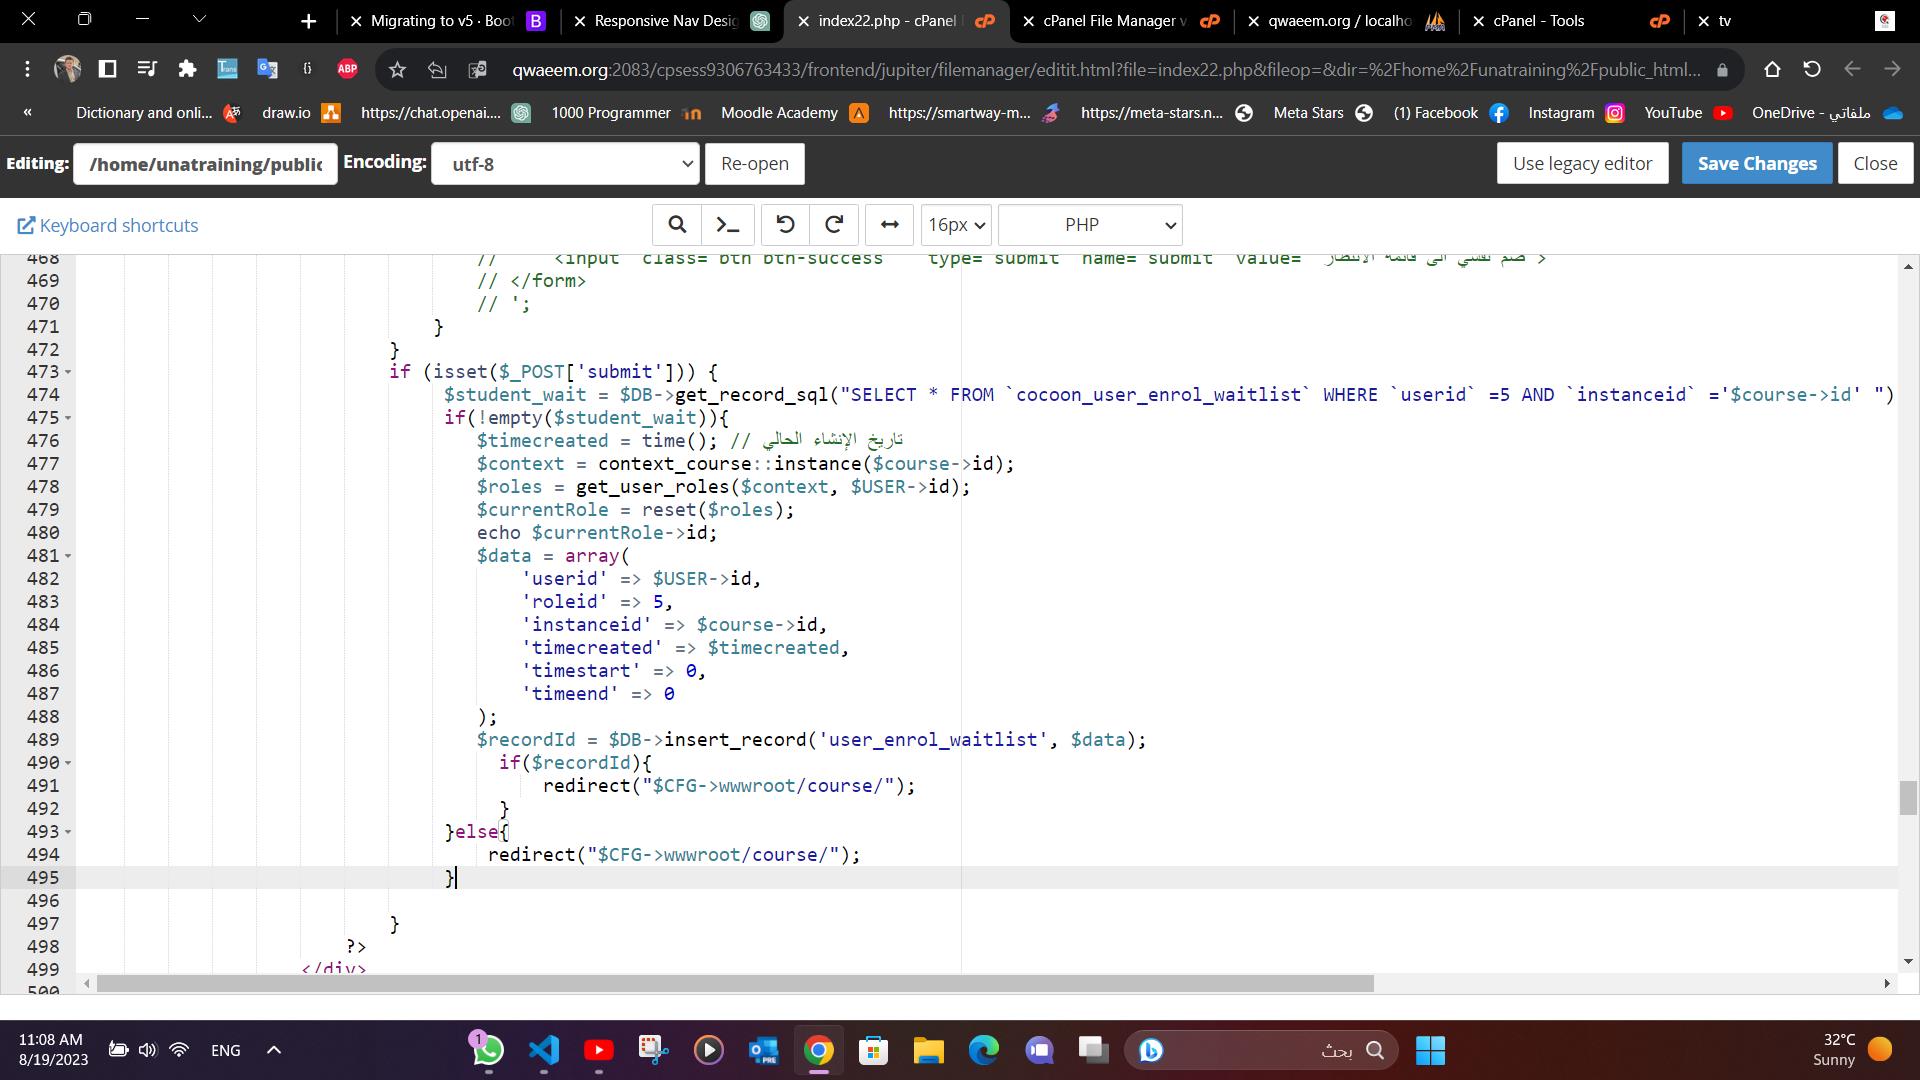 Migrating to v5 · Boot
Responsive Nav Desig
index22.php - cPanel
cPanel File Manager v
qwaeem.org / localho
cPanel - Tools
tv
ABP
qwaeem.org:2083/cpsess9306763433/frontend/jupiter/filemanager/editit.html?file=index22.php&fileop=&dir=%2Fhome%2Funatraining%2Fpublic_html...
«
Dictionary and onli...
draw.io
https://chat.openai....
1000 Programmer
Moodle Academy
https://smartway-m...
https://meta-stars.n...
Meta Stars
(1) Facebook
Instagram
YouTube
OneDrive - ملفاتي
Editing: /home/unatraining/public Encoding: utf-8 Re-open Use legacy editor Save Changes Close
Keyboard shortcuts 16px PHP
468 // <input class="btn btn-success" type="submit" name="submit" value=" ضم نفسي الى قائمة الانتظار">
469 // </form>
470 // ';
471 }
472 }
473 if (isset($_POST['submit'])) {
474 $student_wait = $DB->get_record_sql("SELECT * FROM `cocoon_user_enrol_waitlist` WHERE `userid` =5 AND `instanceid` ='$course->id' ")
475 if(!empty($student_wait)){
476 $timecreated = time(); // تاريخ الإنشاء الحالي
477 $context = context_course::instance($course->id);
478 $roles = get_user_roles($context, $USER->id);
479 $currentRole = reset($roles);
480 echo $currentRole->id;
481 $data = array(
482 'userid' => $USER->id,
483 'roleid' => 5,
484 'instanceid' => $course->id,
485 'timecreated' => $timecreated,
486 'timestart' => 0,
487 'timeend' => 0
488 );
489 $recordId = $DB->insert_record('user_enrol_waitlist', $data);
490 if($recordId){
491 redirect("$CFG->wwwroot/course/");
492 }
493 }else{
494 redirect("$CFG->wwwroot/course/");
495 }
496
497 }
498 ?>
499 </div>
500
11:08 AM
8/19/2023
ENG
1
PRE
بحث
32°C
Sunny